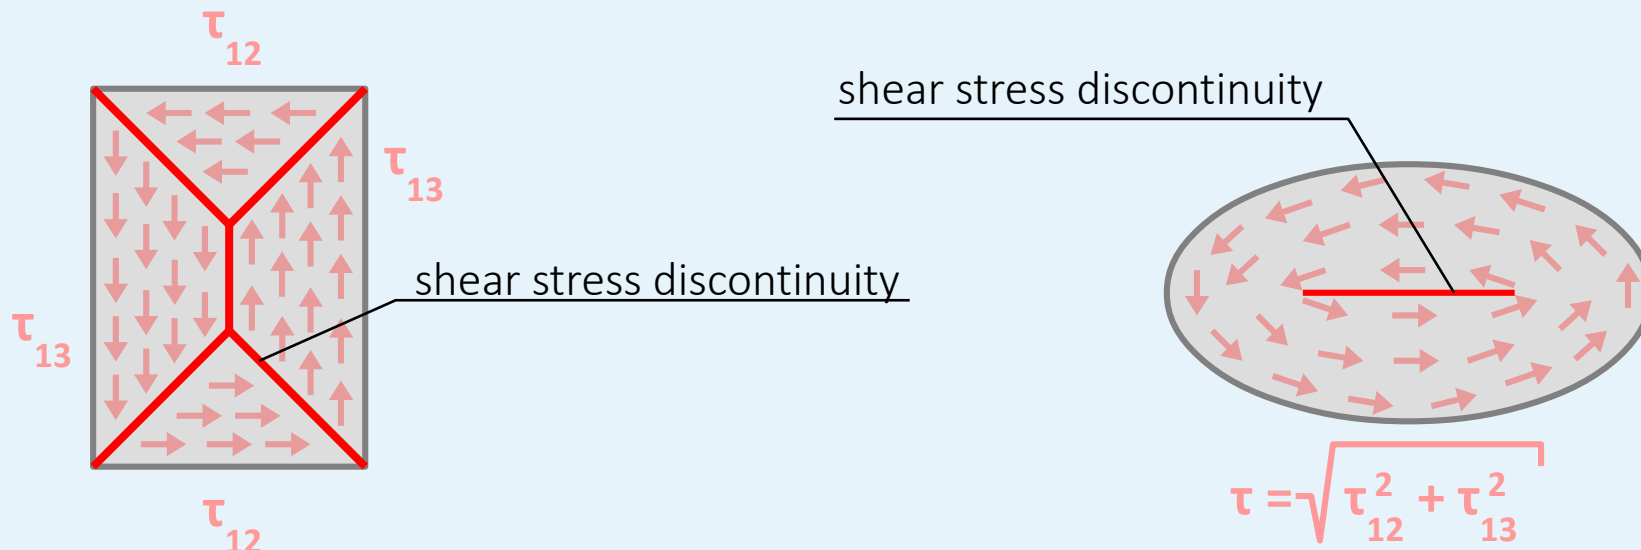 τ₁₂
shear stress discontinuity
τ₁₃
shear stress discontinuity
τ₁₃
τ₁₂
τ = √τ₁₂² + τ₁₃²